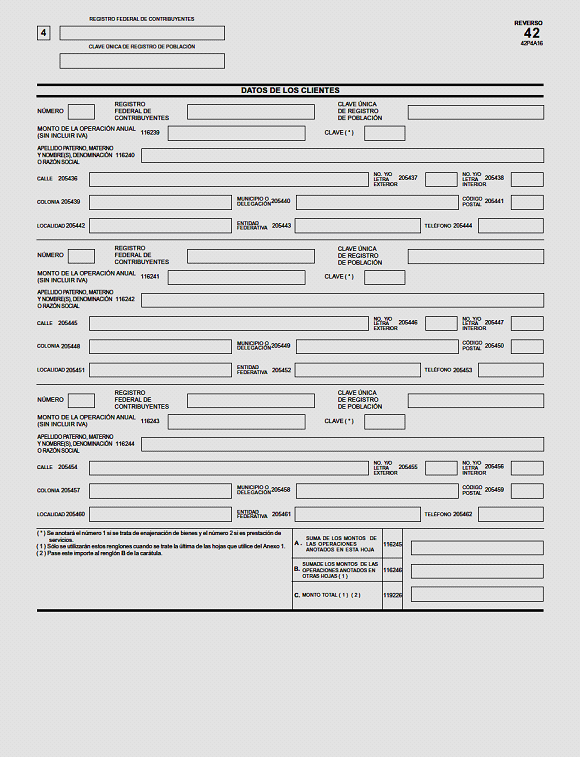 REGISTRO FEDERAL DE CONTRIBUYENTES
4
CLAVE ÚNICA DE REGISTRO DE POBLACIÓN
REVERSO
42
42P4A16
DATOS DE LOS CLIENTES
NÚMERO
REGISTRO
FEDERAL DE
CONTRIBUYENTES
CLAVE ÚNICA
DE REGISTRO
DE POBLACIÓN
MONTO DE LA OPERACIÓN ANUAL
(SIN INCLUIR IVA) 116239
CLAVE ( * )
APELLIDO PATERNO, MATERNO
Y NOMBRE(S), DENOMINACIÓN 116240
O RAZÓN SOCIAL
CALLE 205436
NO. Y/O
LETRA
EXTERIOR 205437
NO. Y/O
LETRA
INTERIOR 205438
COLONIA 205439
MUNICIPIO O
DELEGACIÓN 205440
CÓDIGO
POSTAL 205441
LOCALIDAD 205442
ENTIDAD
FEDERATIVA 205443
TELÉFONO 205444
NÚMERO
REGISTRO
FEDERAL DE
CONTRIBUYENTES
CLAVE ÚNICA
DE REGISTRO
DE POBLACIÓN
MONTO DE LA OPERACIÓN ANUAL
(SIN INCLUIR IVA) 116241
CLAVE ( * )
APELLIDO PATERNO, MATERNO
Y NOMBRE(S), DENOMINACIÓN 116242
O RAZÓN SOCIAL
CALLE 205445
NO. Y/O
LETRA
EXTERIOR 205446
NO. Y/O
LETRA
INTERIOR 205447
COLONIA 205448
MUNICIPIO O
DELEGACIÓN 205449
CÓDIGO
POSTAL 205450
LOCALIDAD 205451
ENTIDAD
FEDERATIVA 205452
TELÉFONO 205453
NÚMERO
REGISTRO
FEDERAL DE
CONTRIBUYENTES
CLAVE ÚNICA
DE REGISTRO
DE POBLACIÓN
MONTO DE LA OPERACIÓN ANUAL
(SIN INCLUIR IVA) 116243
CLAVE ( * )
APELLIDO PATERNO, MATERNO
Y NOMBRE(S), DENOMINACIÓN 116244
O RAZÓN SOCIAL
CALLE 205454
NO. Y/O
LETRA
EXTERIOR 205455
NO. Y/O
LETRA
INTERIOR 205456
COLONIA 205457
MUNICIPIO O
DELEGACIÓN 205458
CÓDIGO
POSTAL 205459
LOCALIDAD 205460
ENTIDAD
FEDERATIVA 205461
TELÉFONO 205462
( * ) Se anotará el número 1 si se trata de enajenación de bienes y el número 2 si es prestación de
servicios.
( 1 ) Sólo se utilizarán estos renglones cuando se trate la última de las hojas que utilice del Anexo 1.
( 2 ) Pase este importe al renglón B de la carátula.
A . SUMA DE LOS MONTOS DE
LAS OPERACIONES
ANOTADOS EN ESTA HOJA 116245
B. SUMADE LOS MONTOS DE LAS
OPERACIONES ANOTADOS EN
OTRAS HOJAS ( 1 ) 116246
C. MONTO TOTAL ( 1 ) ( 2 ) 119226